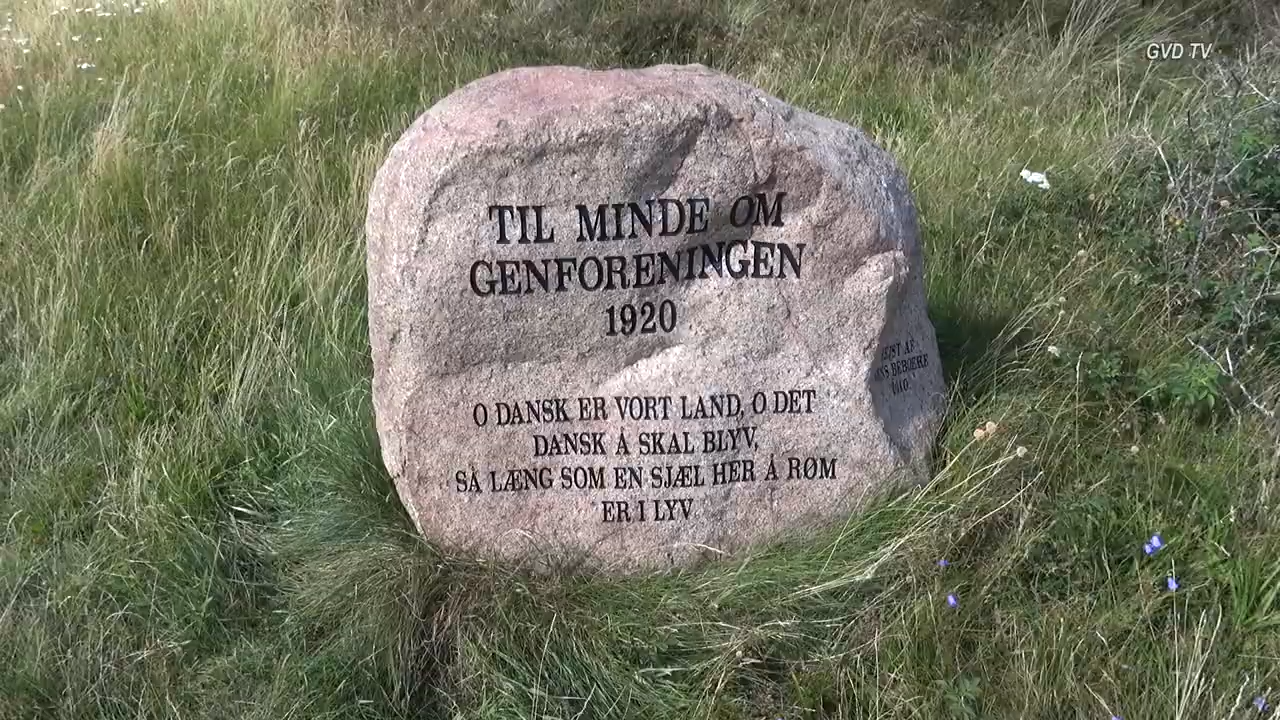 GVD TV
TIL MINDE OM
GENFORENINGEN
1920
O DANSK ER VORT LAND, O DET
DANSK Å SKAL BLYV,
SÅ LÆNG SOM EN SJÆL HER Å RØM
ER I LYV
AF